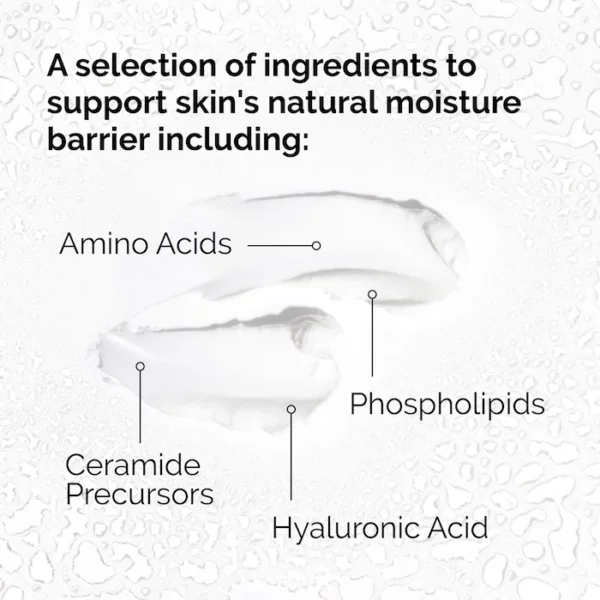 A selection of ingredients to
support skin's natural moisture
barrier including:
Amino Acids
Phospholipids
Ceramide
Precursors
Hyaluronic Acid